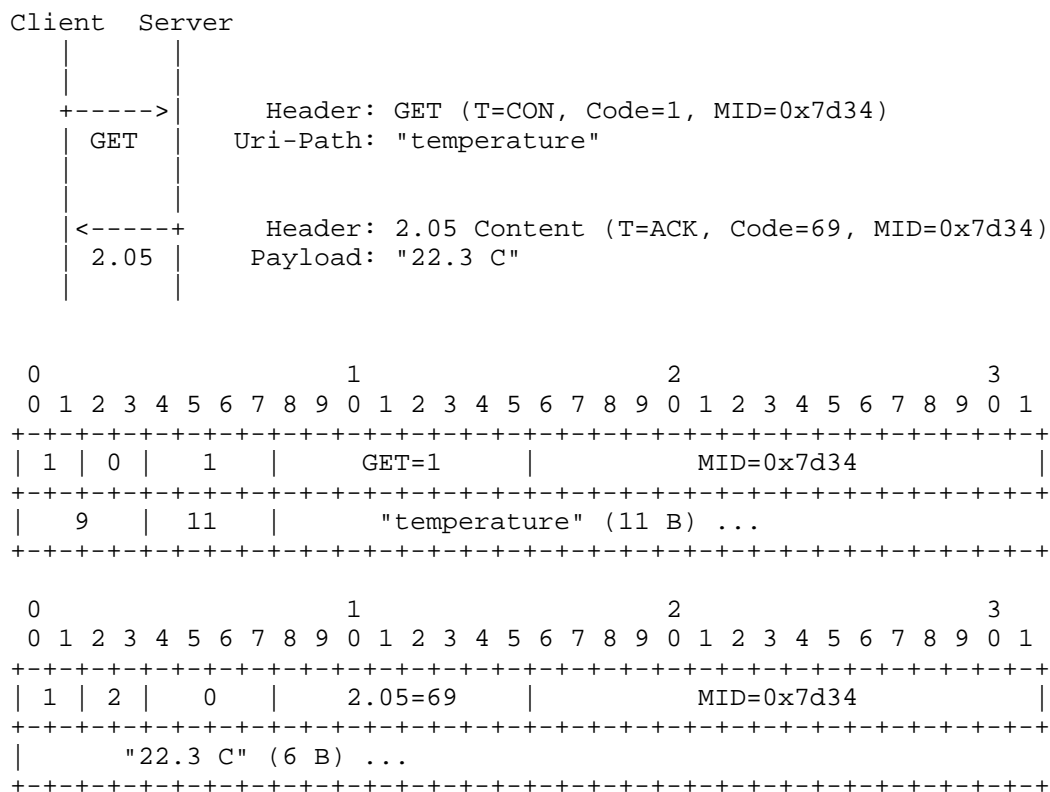 Client  Server
   |      |
   |      |
   +----->|     Header: GET (T=CON, Code=1, MID=0x7d34)
   | GET  |   Uri-Path: "temperature"
   |      |
   |      |
   |<-----+     Header: 2.05 Content (T=ACK, Code=69, MID=0x7d34)
   | 2.05 |    Payload: "22.3 C"
   |      |
 0                   1                   2                   3
 0 1 2 3 4 5 6 7 8 9 0 1 2 3 4 5 6 7 8 9 0 1 2 3 4 5 6 7 8 9 0 1
+-+-+-+-+-+-+-+-+-+-+-+-+-+-+-+-+-+-+-+-+-+-+-+-+-+-+-+-+-+-+-+-+
| 1 | 0 |   1   |     GET=1     |          MID=0x7d34           |
+-+-+-+-+-+-+-+-+-+-+-+-+-+-+-+-+-+-+-+-+-+-+-+-+-+-+-+-+-+-+-+-+
|   9   |  11   |      "temperature" (11 B) ...
+-+-+-+-+-+-+-+-+-+-+-+-+-+-+-+-+-+-+-+-+-+-+-+-+-+-+-+-+-+-+-+-+
 0                   1                   2                   3
 0 1 2 3 4 5 6 7 8 9 0 1 2 3 4 5 6 7 8 9 0 1 2 3 4 5 6 7 8 9 0 1
+-+-+-+-+-+-+-+-+-+-+-+-+-+-+-+-+-+-+-+-+-+-+-+-+-+-+-+-+-+-+-+-+
| 1 | 2 |   0   |    2.05=69    |          MID=0x7d34           |
+-+-+-+-+-+-+-+-+-+-+-+-+-+-+-+-+-+-+-+-+-+-+-+-+-+-+-+-+-+-+-+-+
|      "22.3 C" (6 B) ...
+-+-+-+-+-+-+-+-+-+-+-+-+-+-+-+-+-+-+-+-+-+-+-+-+-+-+-+-+-+-+-+-+